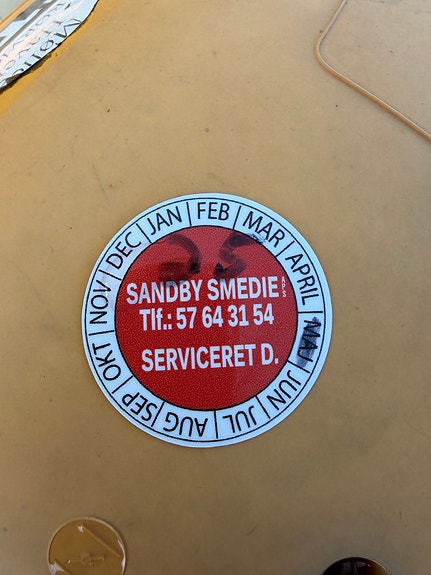 JAN FEB MAR APRIL MAJ JUN JUL AUG SEP OKT NOV DEC
SANDBY SMEDIE APS
Tlf.: 57 64 31 54
SERVICERET D.